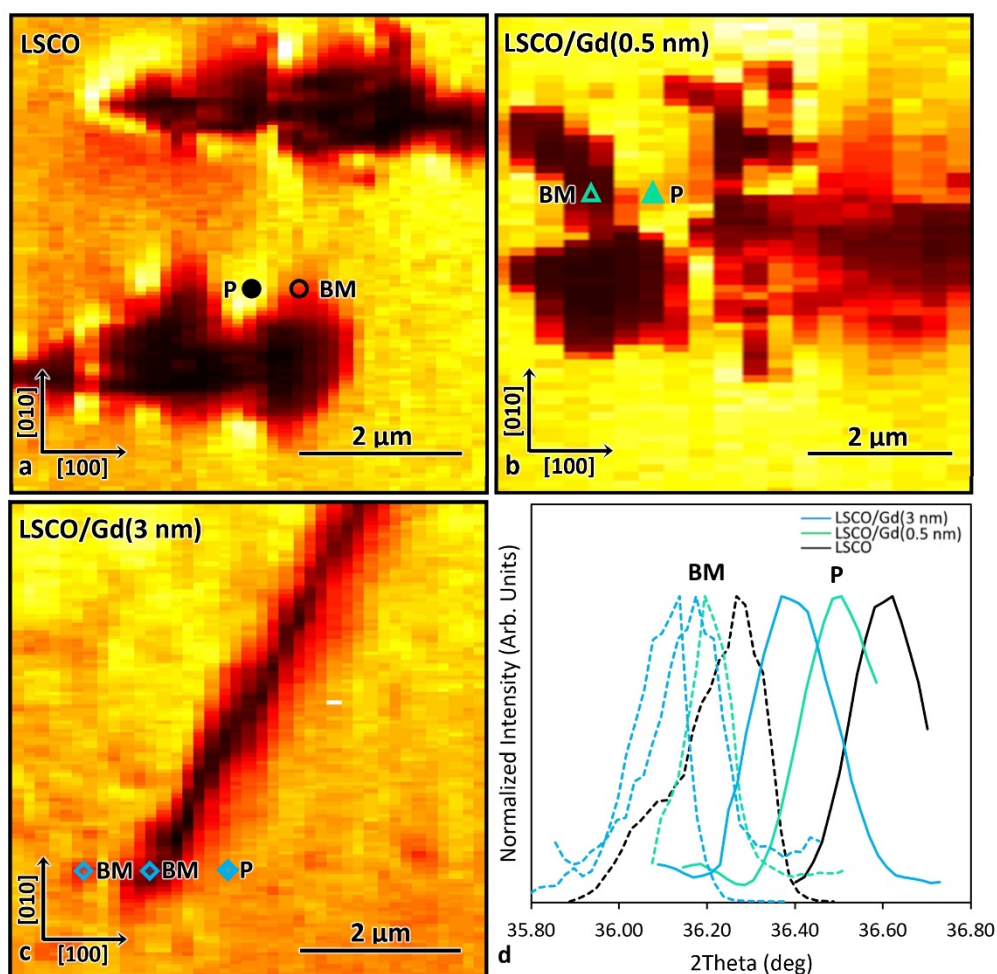 LSCO
P
BM
[010]
[100]
2 µm
a
LSCO/Gd(0.5 nm)
BM
P
[010]
[100]
2 µm
b
LSCO/Gd(3 nm)
BM
BM
P
[010]
[100]
2 µm
c
LSCO/Gd(3 nm)
LSCO/Gd(0.5 nm)
LSCO
BM
P
Normalized Intensity (Arb. Units)
35.80 36.00 36.20 36.40 36.60 36.80
2Theta (deg)
d